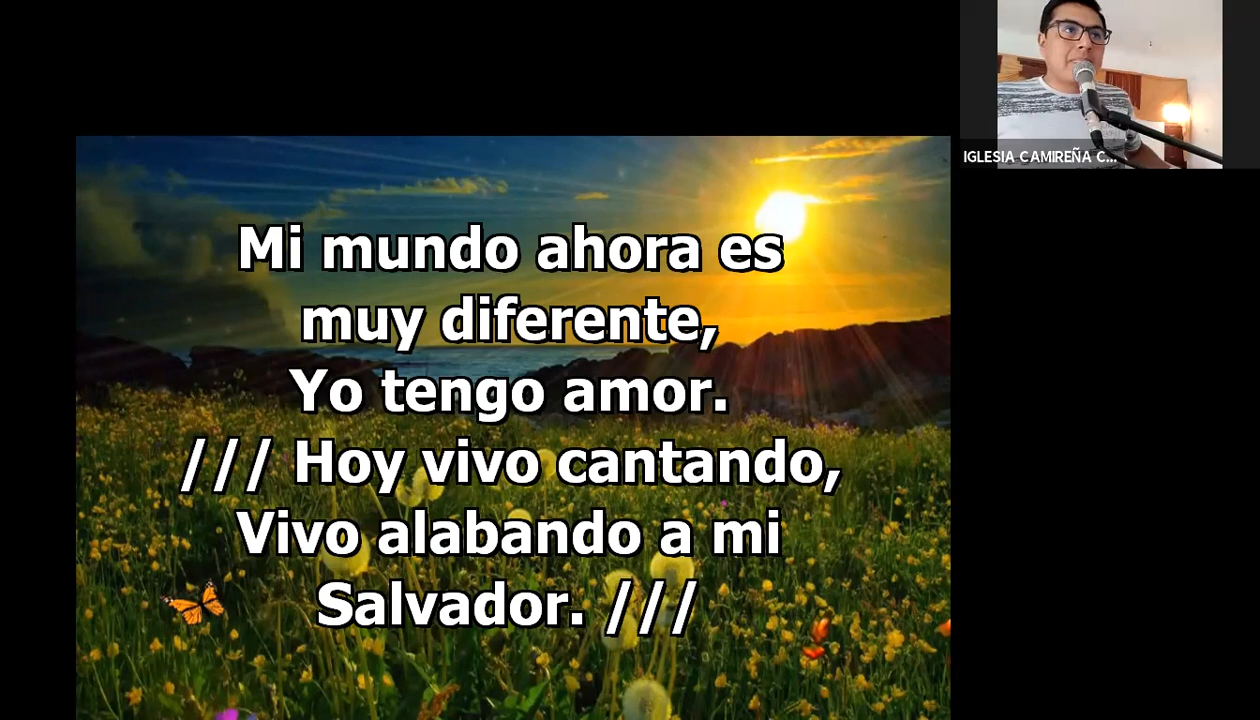 Mi mundo ahora es
muy diferente,
Yo tengo amor.
/// Hoy vivo cantando,
Vivo alabando a mi
Salvador. ///
IGLESIA CAMIREÑA C...